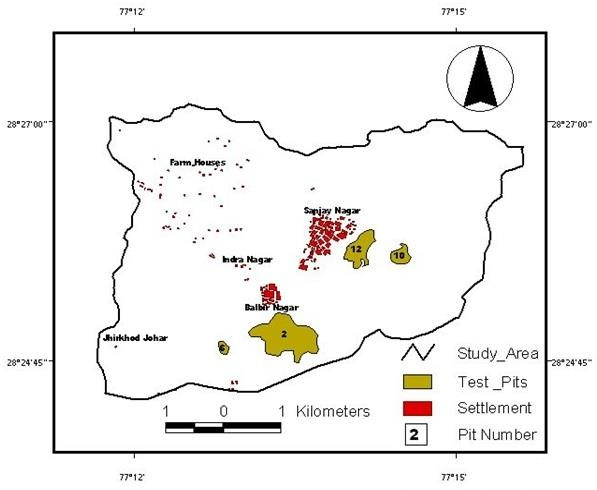 77°12' 77°15'
28°27'00" 28°27'00"
Farm_Houses
Sanjay Nagar
12
10
Indra Nagar
Balbir Nagar
2
Jhirkhod Johar
6
28°24'45" 28°24'45"
Study_Area
Test _Pits
Settlement
2 Pit Number
1 0 1 Kilometers
77°12' 77°15'